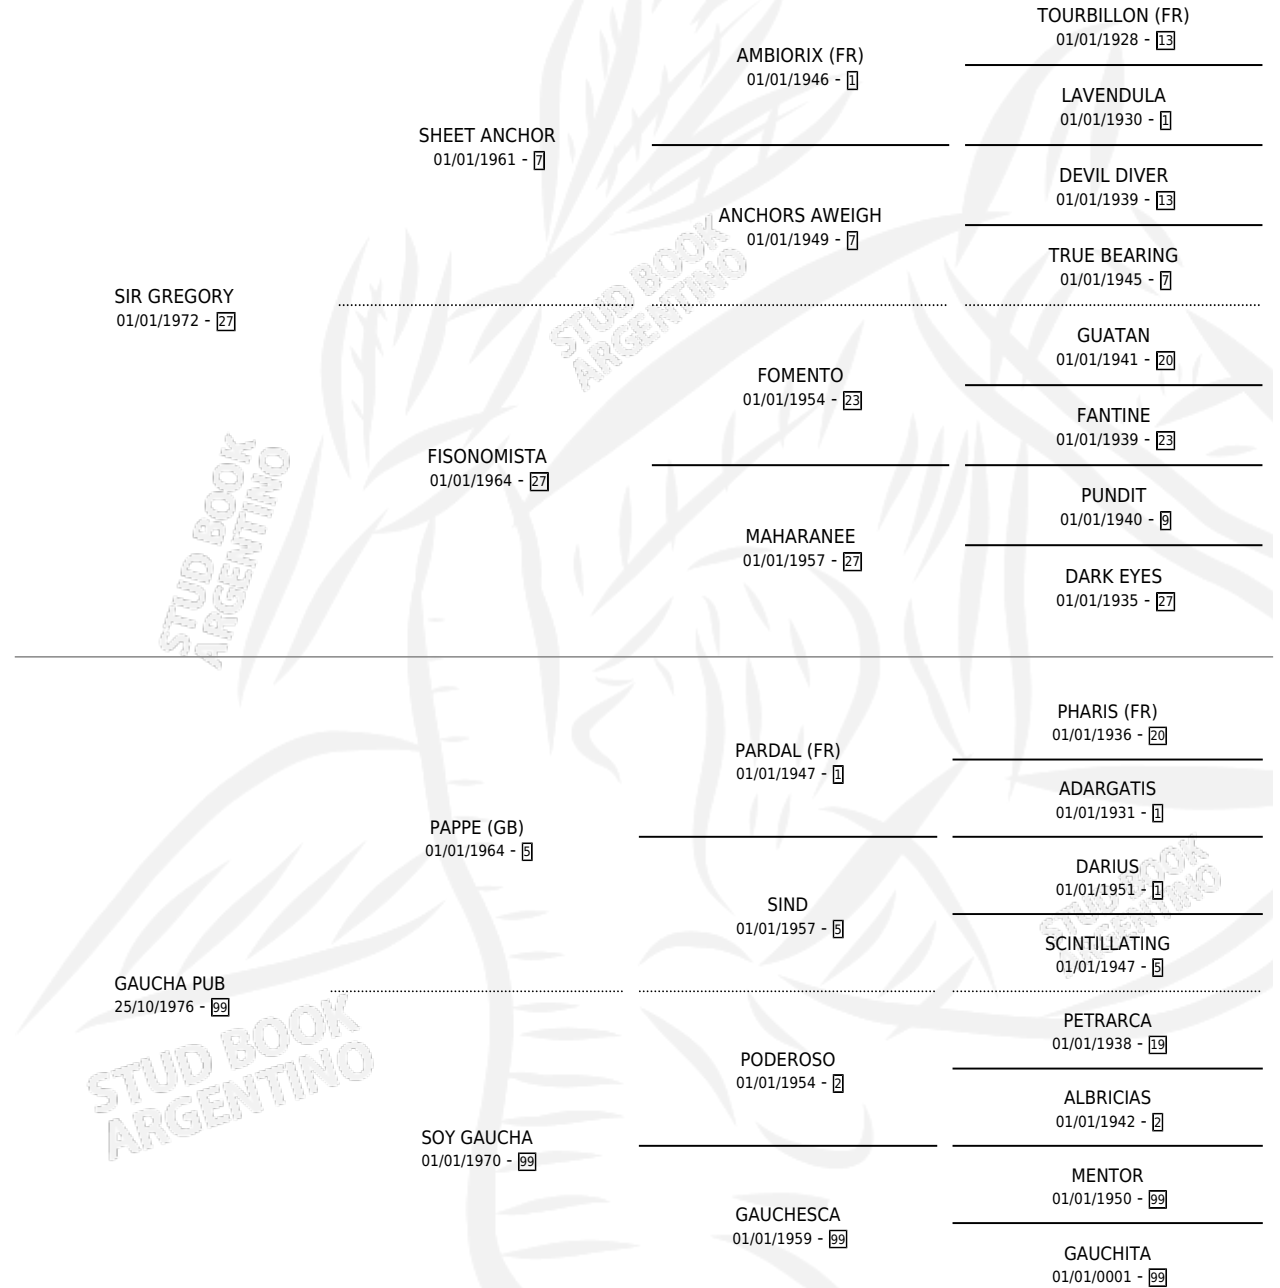 TOURBILLON (FR)
01/01/1928 - 13
AMBIORIX (FR)
01/01/1946 - 1
LAVENDULA
01/01/1930 - 1
SHEET ANCHOR
01/01/1961 - 7
DEVIL DIVER
01/01/1939 - 13
ANCHORS AWEIGH
01/01/1949 - 7
TRUE BEARING
01/01/1945 - 7
SIR GREGORY
01/01/1972 - 27
STUD BOOK
ARGENTINO
GUATAN
01/01/1941 - 20
FOMENTO
01/01/1954 - 23
FANTINE
01/01/1939 - 23
FISONOMISTA
01/01/1964 - 27
PUNDIT
01/01/1940 - 9
MAHARANEE
01/01/1957 - 27
DARK EYES
01/01/1935 - 27
STUD BOOK
ARGENTINO
PHARIS (FR)
01/01/1936 - 20
PARDAL (FR)
01/01/1947 - 1
ADARGATIS
01/01/1931 - 1
PAPPE (GB)
01/01/1964 - 5
DARIUS
01/01/1951 - 1
STUD BOOK
ARGENTINO
SIND
01/01/1957 - 5
SCINTILLATING
01/01/1947 - 5
GAUCHA PUB
25/10/1976 - 99
STUD BOOK
ARGENTINO
PETRARCA
01/01/1938 - 19
PODEROSO
01/01/1954 - 2
ALBRICIAS
01/01/1942 - 2
SOY GAUCHA
01/01/1970 - 99
MENTOR
01/01/1950 - 99
GAUCHESCA
01/01/1959 - 99
GAUCHITA
01/01/0001 - 99